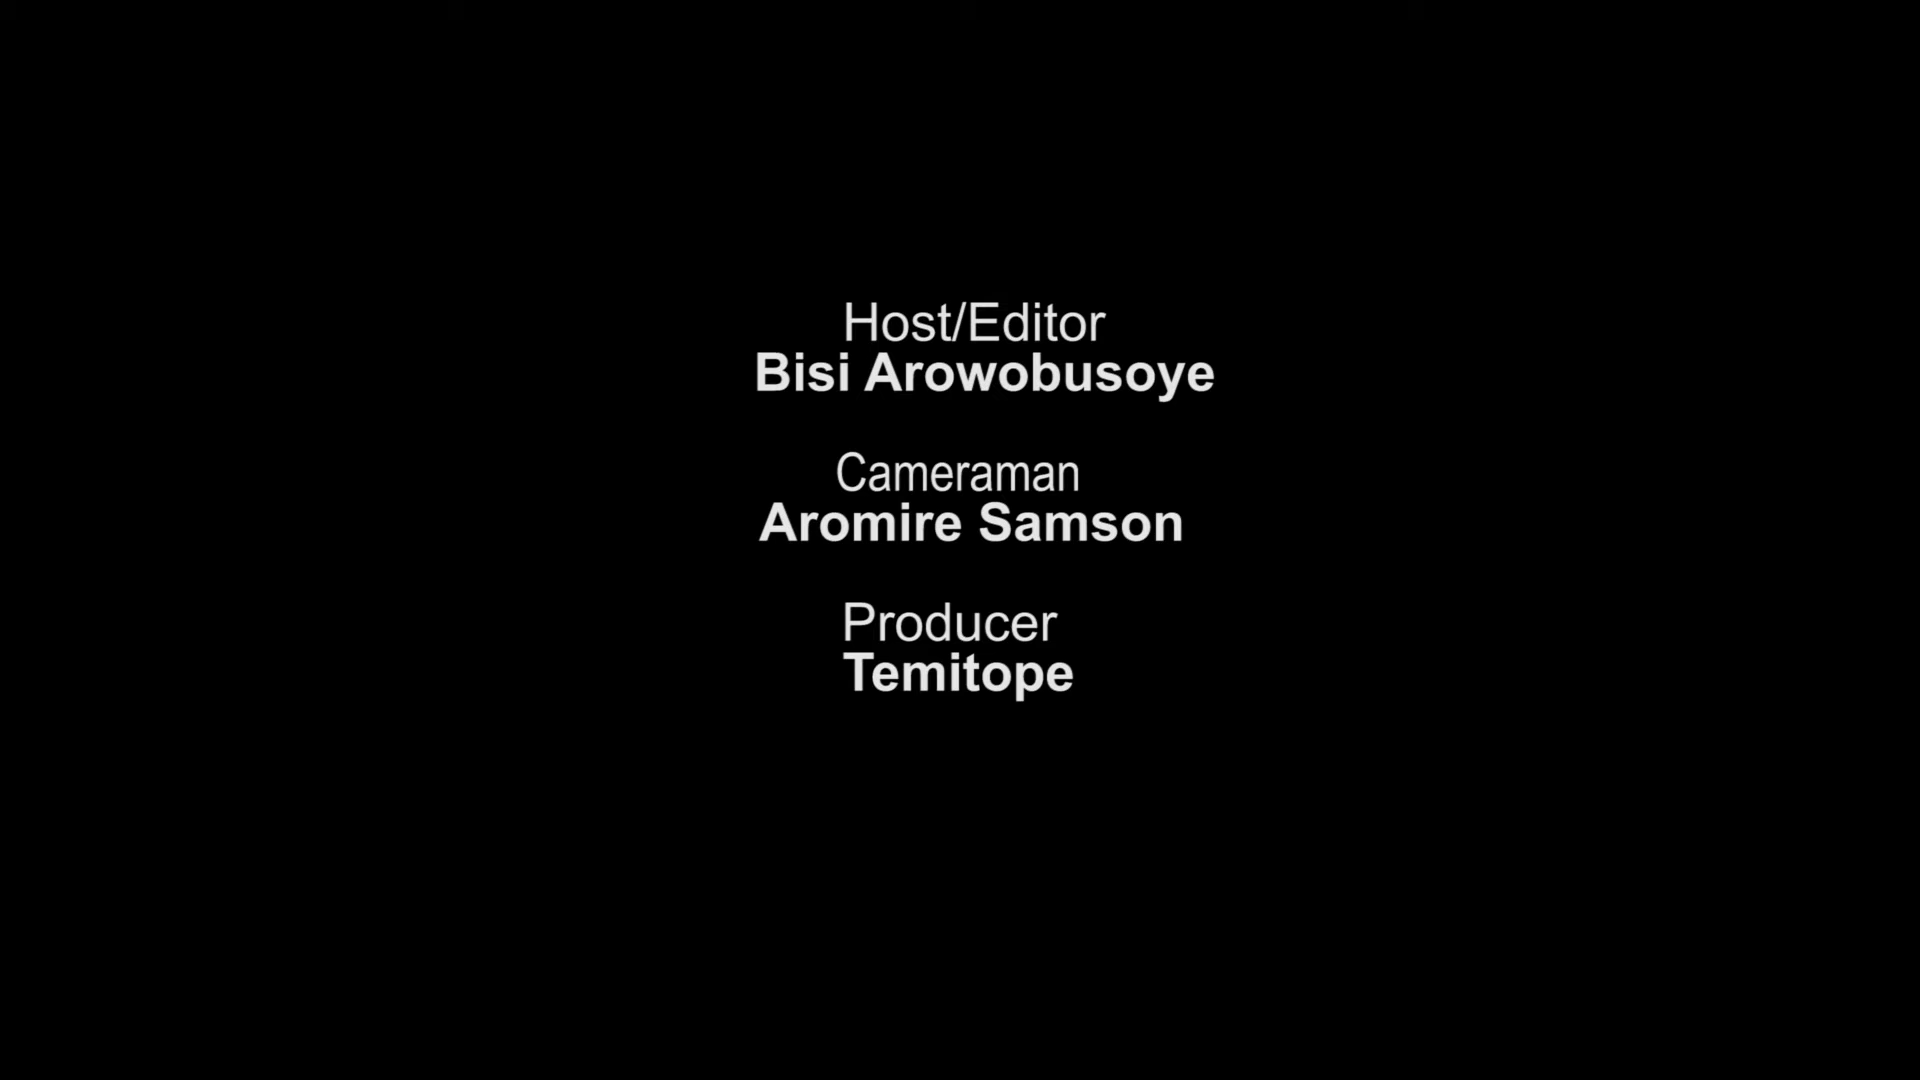 Host/Editor
Bisi Arowobusoye
Cameraman
Aromire Samson
Producer
Temitope